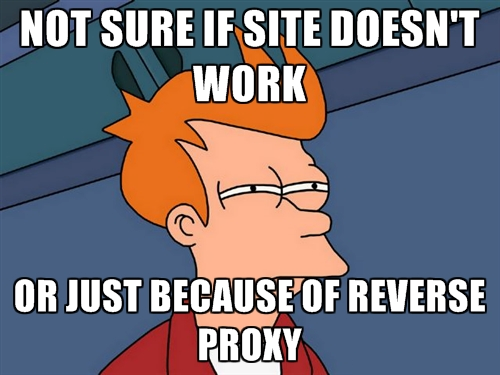 NOT SURE IF SITE DOESN'T
WORK
OR JUST BECAUSE OF REVERSE
PROXY